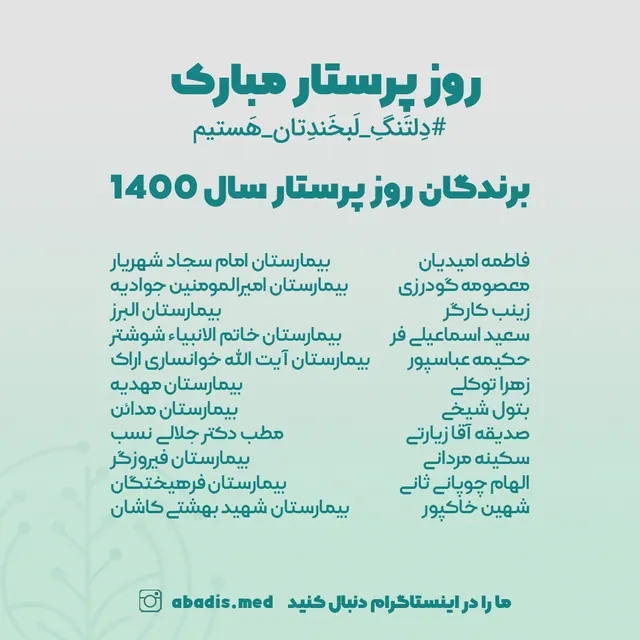 روز پرستار مبارک
#دِلتَنگِ_لَبخَندِتان_هَستیم
برندگان روز پرستار سال 1400
فاطمه امیدیان بیمارستان امام سجاد شهریار
معصومه گودرزی بیمارستان امیرالمومنین جوادیه
زینب کارگر بیمارستان البرز
سعید اسماعیلی فر بیمارستان خاتم الانبیاء شوشتر
حکیمه عباسپور بیمارستان آیت الله خوانساری اراک
زهرا توکلی بیمارستان مهدیه
بتول شیخی بیمارستان مدائن
صدیقه آقا زیارتی مطب دکتر جلالی نسب
سکینه مردانی بیمارستان فیروزگر
الهام چوپانی ثانی بیمارستان فرهیختگان
شهین خاکپور بیمارستان شهید بهشتی کاشان
ما را در اینستاگرام دنبال کنید abadis.med